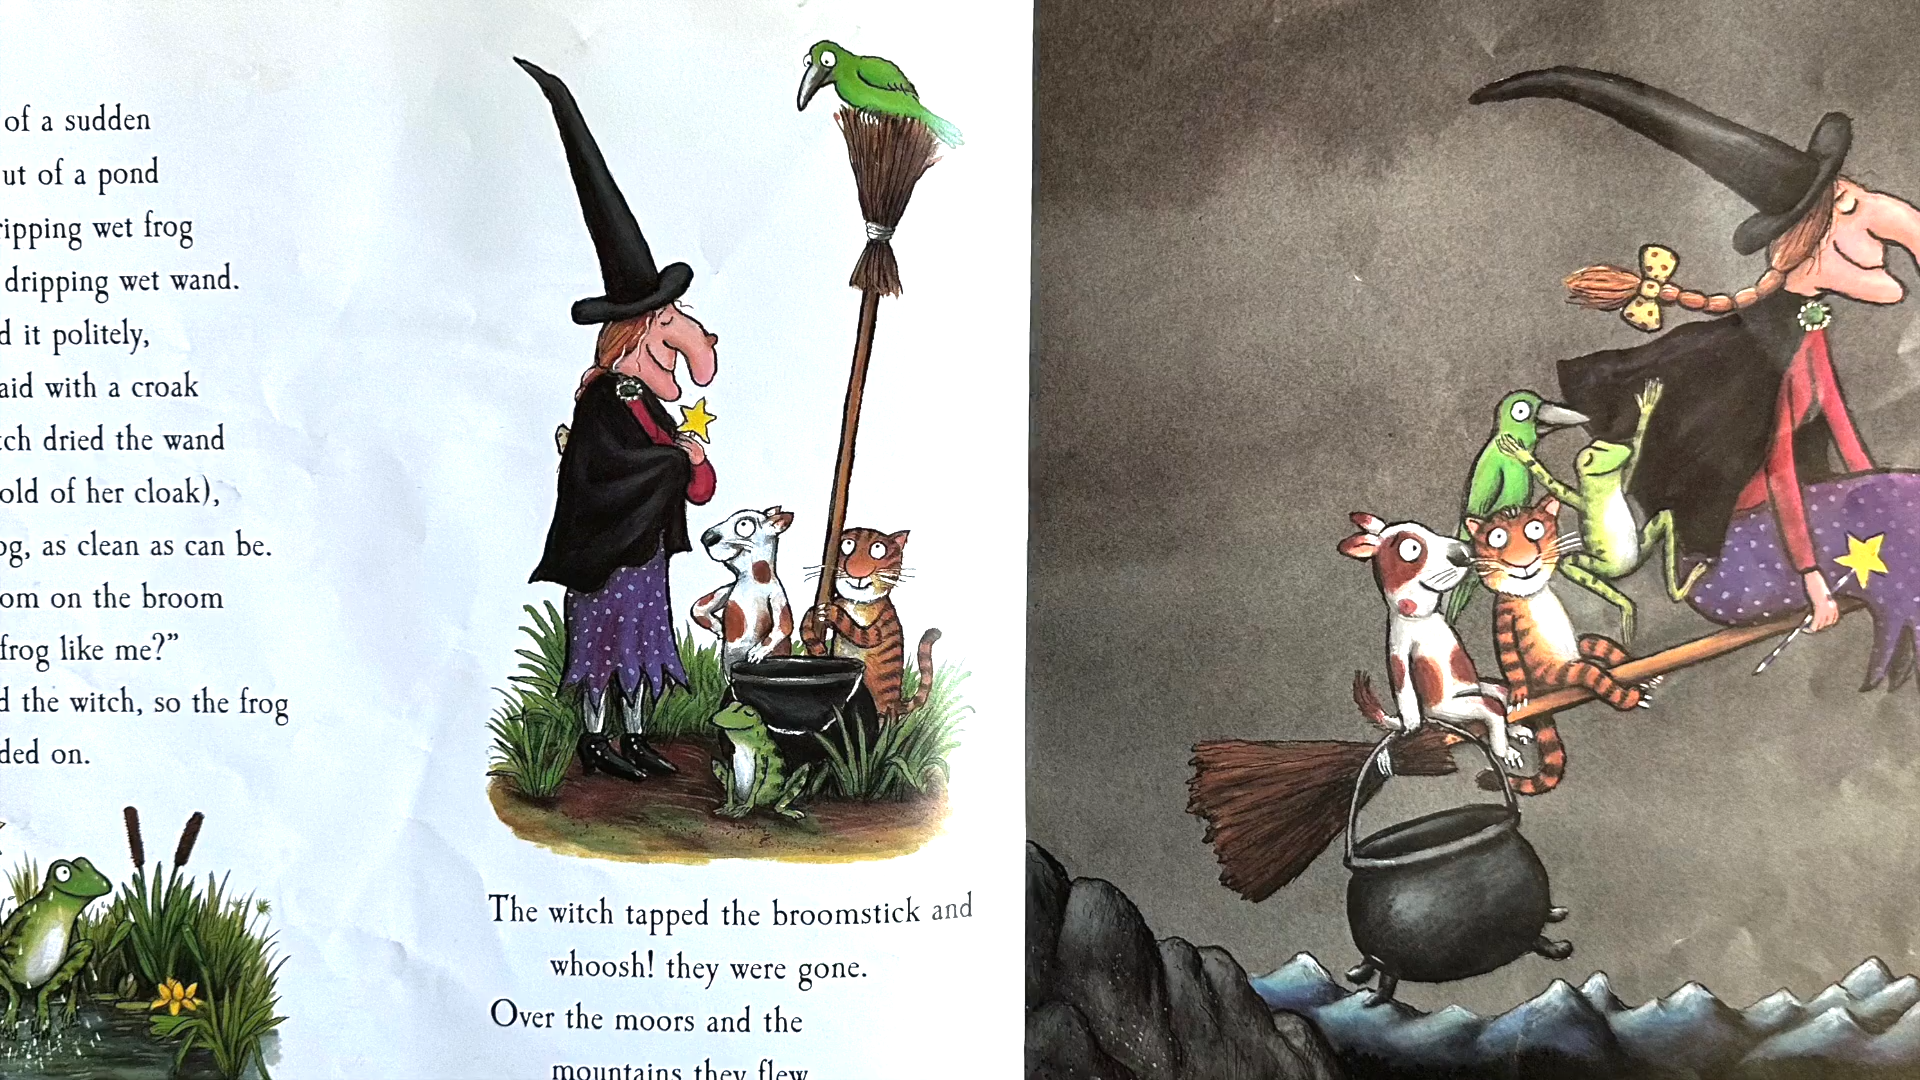 of a sudden
ut of a pond
ripping wet frog
dripping wet wand.
d it politely,
aid with a croak
tch dried the wand
old of her cloak),
og, as clean as can be.
om on the broom
frog like me?”
d the witch, so the frog
ded on.
The witch tapped the broomstick and
whoosh! they were gone.
Over the moors and the
mountains they flew